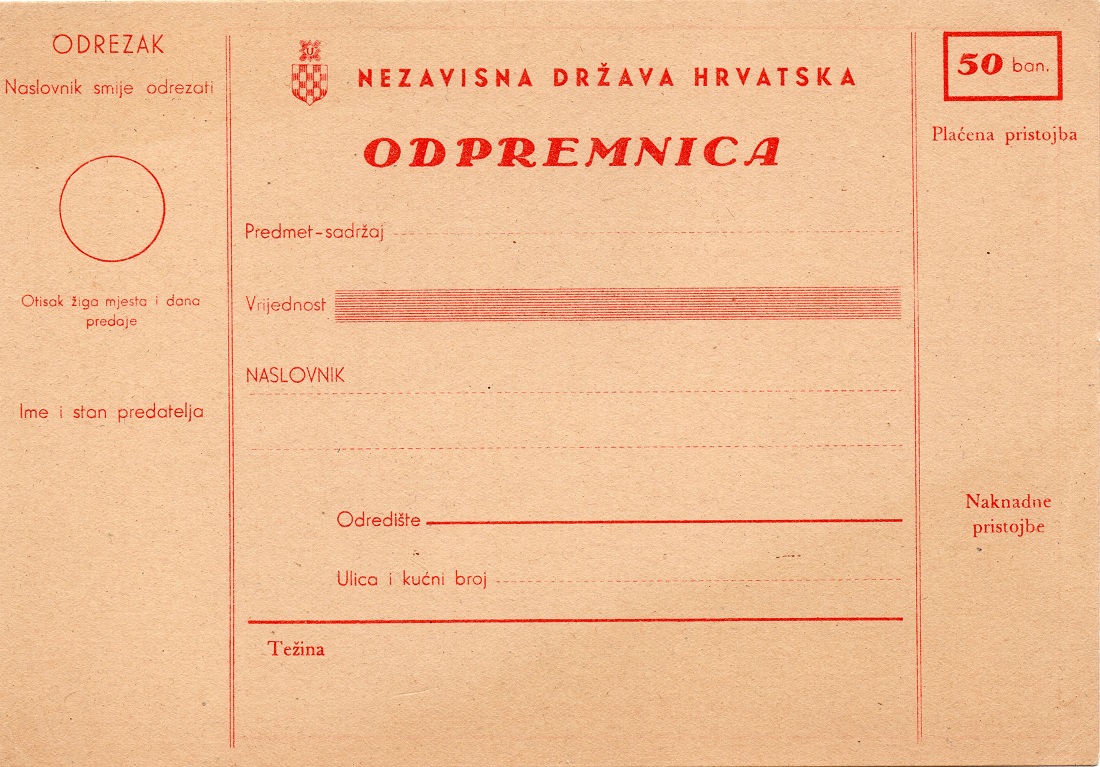 ODREZAK
Naslovnik smije odrezati
Otisak žiga mjesta i dana
predaje
Ime i stan predatelja
U
NEZAVISNA DRŽAVA HRVATSKA
ODPREMNICA
Predmet-sadržaj
Vrijednost
NASLOVNIK
Odredište
Ulica i kućni broj
Težina
50 ban.
Plaćena pristojba
Naknadne
pristojbe